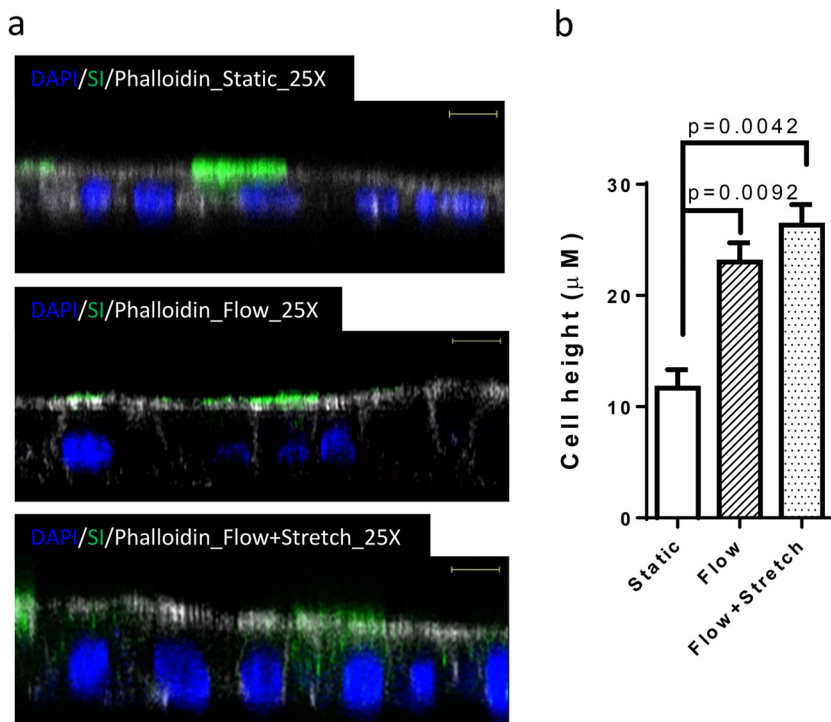 a
DAPI/SI/Phalloidin_Static_25X
DAPI/SI/Phalloidin_Flow_25X
DAPI/SI/Phalloidin_Flow+Stretch_25X
b
p=0.0042
p=0.0092
30
20
10
0
Cell height (μM)
Static
Flow
Flow+Stretch